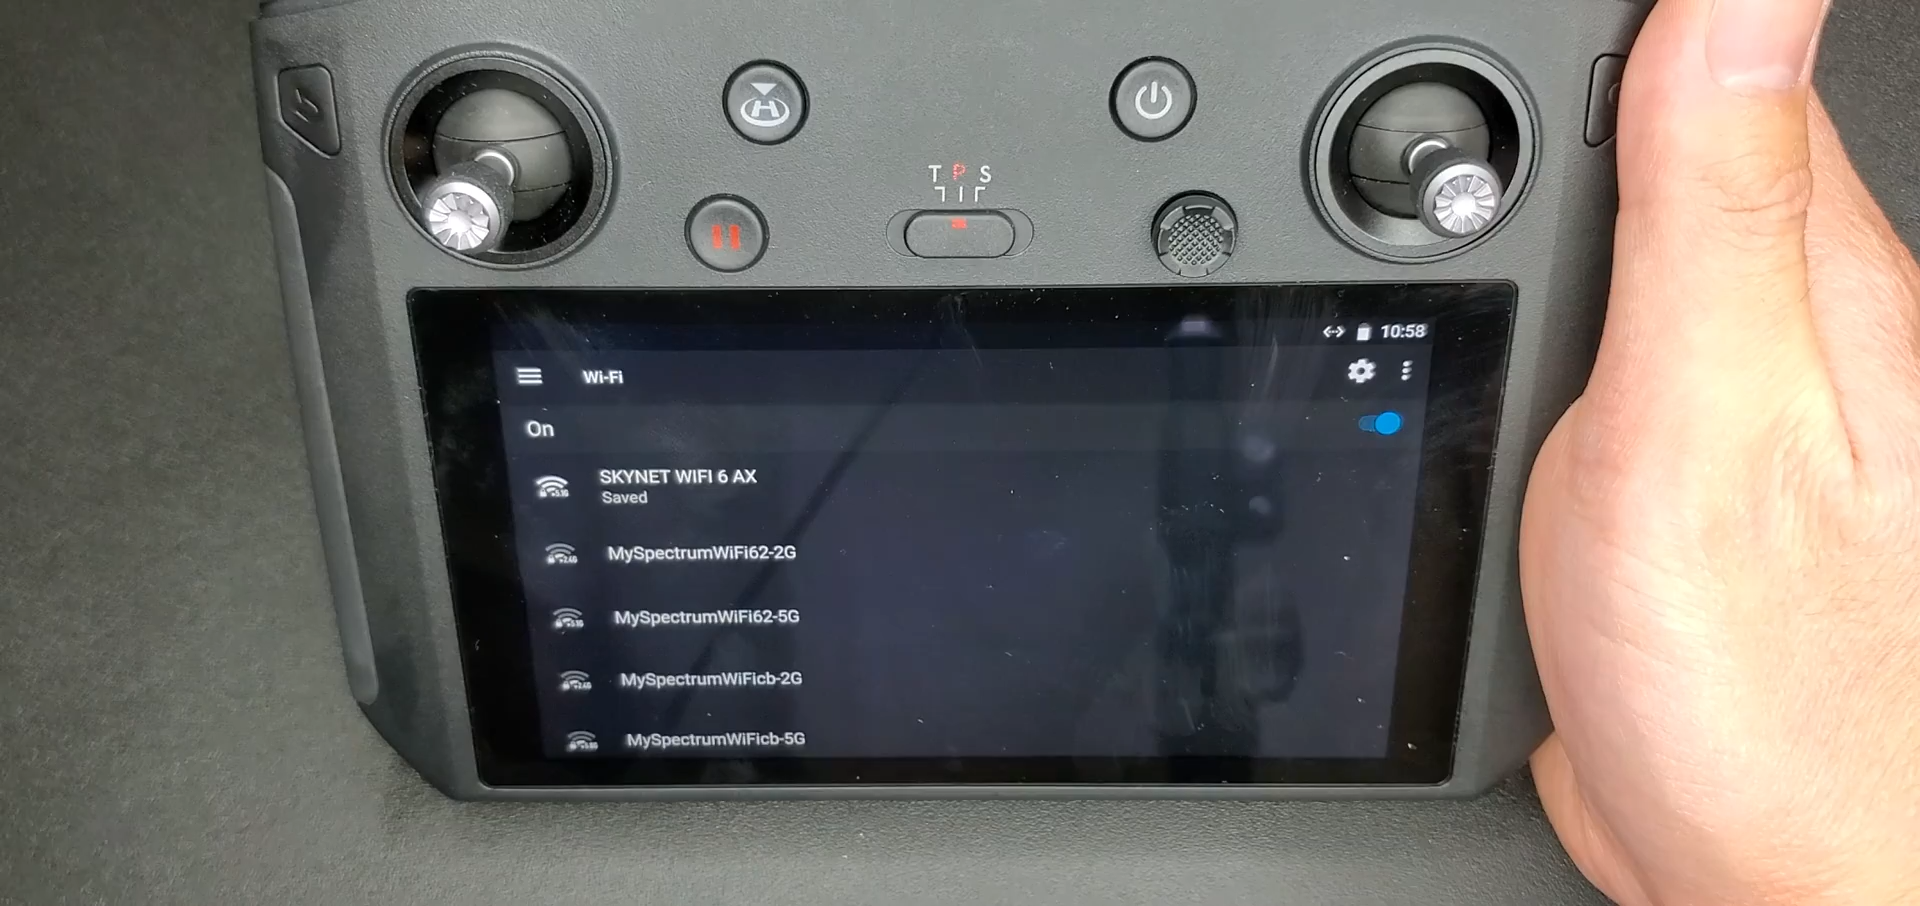 H
T P S
10:58
Wi-Fi
On
SKYNET WIFI 6 AX
Saved
MySpectrumWiFi62-2G
MySpectrumWiFi62-5G
MySpectrumWiFicb-2G
MySpectrumWiFicb-5G